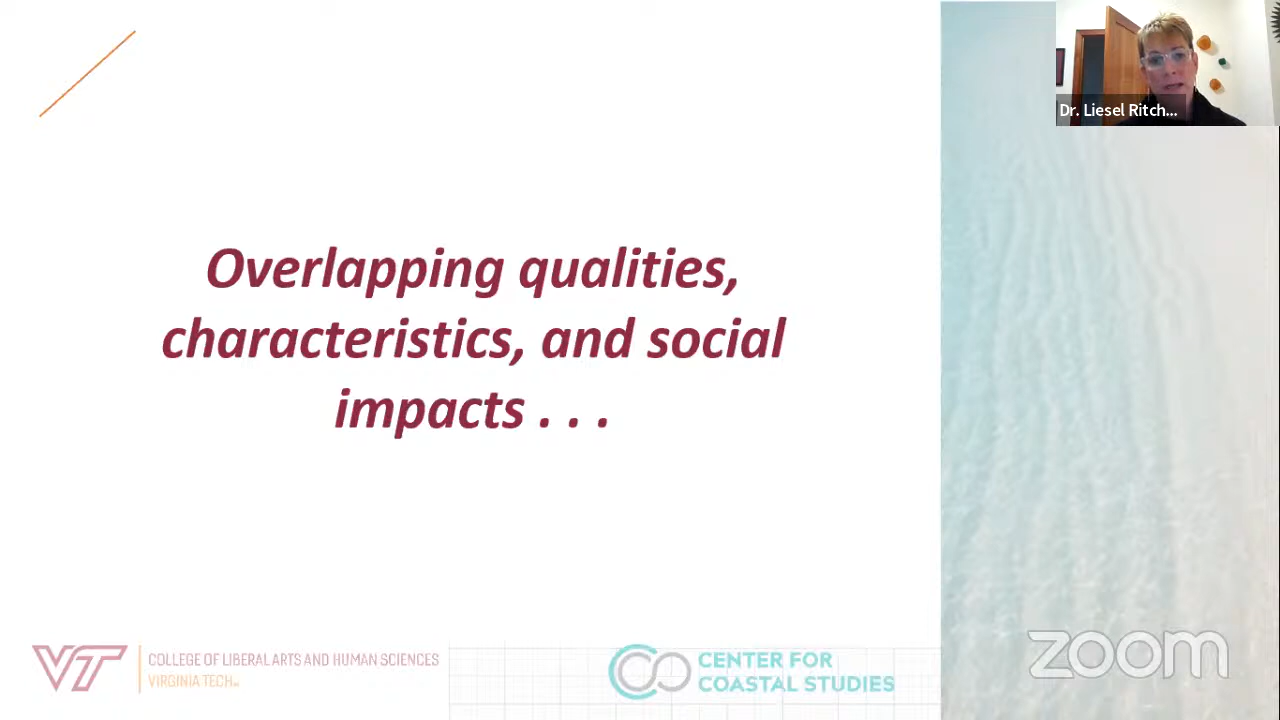 Dr. Liesel Ritch...
Overlapping qualities,
characteristics, and social
impacts . . .
VT
COLLEGE OF LIBERAL ARTS AND HUMAN SCIENCES
VIRGINIA TECH
CENTER FOR
COASTAL STUDIES
zoom